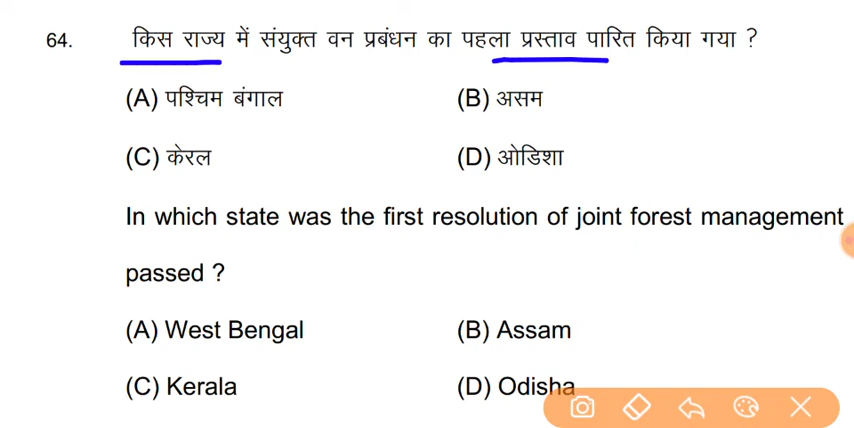 64. किस राज्य में संयुक्त वन प्रबंधन का पहला प्रस्ताव पारित किया गया ?
(A) पश्चिम बंगाल (B) असम
(C) केरल (D) ओडिशा
In which state was the first resolution of joint forest management
passed ?
(A) West Bengal (B) Assam
(C) Kerala (D) Odisha